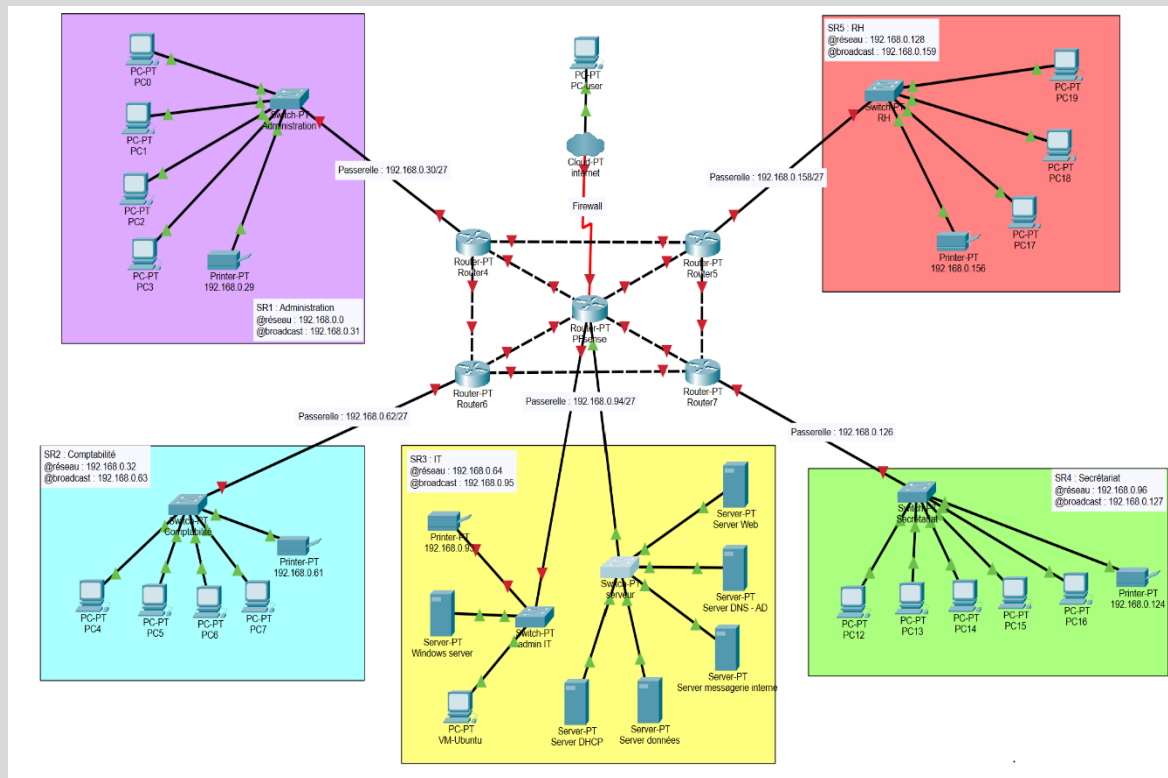 PC-PT
PC0
PC-PT
PC1
PC-PT
PC2
PC-PT
PC3
Switch-PT
Administration
Printer-PT
192.168.0.29
SR1 : Administration
@réseau : 192.168.0.0
@broadcast : 192.168.0.31
Passerelle : 192.168.0.30/27
PC-PT
PC user
Cloud-PT
internet
Firewall
SR5 : RH
@réseau : 192.168.0.128
@broadcast : 192.168.0.159
Switch-PT
RH
PC-PT
PC19
PC-PT
PC18
PC-PT
PC17
Printer-PT
192.168.0.156
Passerelle : 192.168.0.158/27
Router-PT
Router4
Router-PT
Router5
Router-PT
PFsense
Router-PT
Router6
Router-PT
Router7
Passerelle : 192.168.0.62/27
Passerelle : 192.168.0.94/27
Passerelle : 192.168.0.126
SR2 : Comptabilité
@réseau : 192.168.0.32
@broadcast : 192.168.0.63
Switch-PT
Comptabilité
Printer-PT
192.168.0.61
PC-PT
PC4
PC-PT
PC5
PC-PT
PC6
PC-PT
PC7
SR3 : IT
@réseau : 192.168.0.64
@broadcast : 192.168.0.95
Printer-PT
192.168.0.93
Server-PT
Windows server
Switch-PT
admin IT
PC-PT
VM-Ubuntu
Switch-PT
serveur
Server-PT
Server Web
Server-PT
Server DNS - AD
Server-PT
Server messagerie interne
Server-PT
Server DHCP
Server-PT
Server données
SR4 : Secrétariat
@réseau : 192.168.0.96
@broadcast : 192.168.0.127
Switch-PT
Secrétariat
Printer-PT
192.168.0.124
PC-PT
PC12
PC-PT
PC13
PC-PT
PC14
PC-PT
PC15
PC-PT
PC16